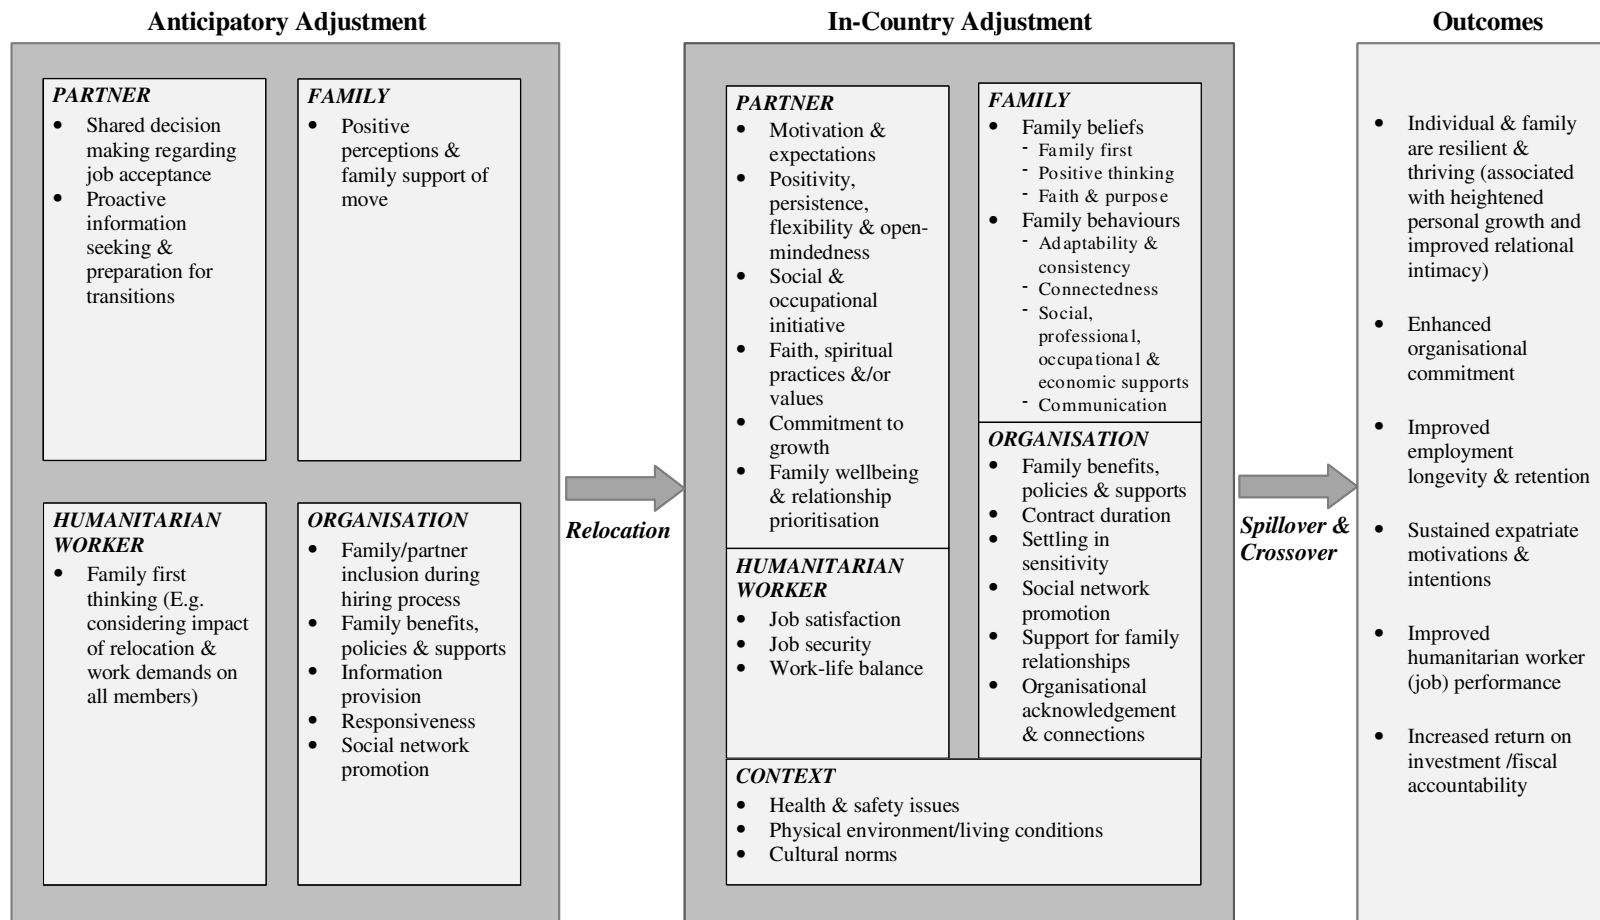 Anticipatory Adjustment
PARTNER
• Shared decision
making regarding
job acceptance
• Proactive
information
seeking &
preparation for
transitions
FAMILY
• Positive
perceptions &
family support of
move
HUMANITARIAN
WORKER
• Family first
thinking (E.g.
considering impact
of relocation &
work demands on
all members)
ORGANISATION
• Family/partner
inclusion during
hiring process
• Family benefits,
policies & supports
• Information
provision
• Responsiveness
• Social network
promotion
Relocation
In-Country Adjustment
PARTNER
• Motivation &
expectations
• Positivity,
persistence,
flexibility & open-
mindedness
• Social &
occupational
initiative
• Faith, spiritual
practices &/or
values
• Commitment to
growth
• Family wellbeing
& relationship
prioritisation
HUMANITARIAN
WORKER
• Job satisfaction
• Job security
• Work-life balance
FAMILY
• Family beliefs
- Family first
- Positive thinking
- Faith & purpose
• Family behaviours
- Adaptability &
consistency
- Connectedness
- Social,
professional,
occupational &
economic supports
- Communication
ORGANISATION
• Family benefits,
policies & supports
• Contract duration
• Settling in
sensitivity
• Social network
promotion
• Support for family
relationships
• Organisational
acknowledgement
& connections
CONTEXT
• Health & safety issues
• Physical environment/living conditions
• Cultural norms
Spillover &
Crossover
Outcomes
• Individual & family
are resilient &
thriving (associated
with heightened
personal growth and
improved relational
intimacy)
• Enhanced
organisational
commitment
• Improved
employment
longevity & retention
• Sustained expatriate
motivations &
intentions
• Improved
humanitarian worker
(job) performance
• Increased return on
investment /fiscal
accountability